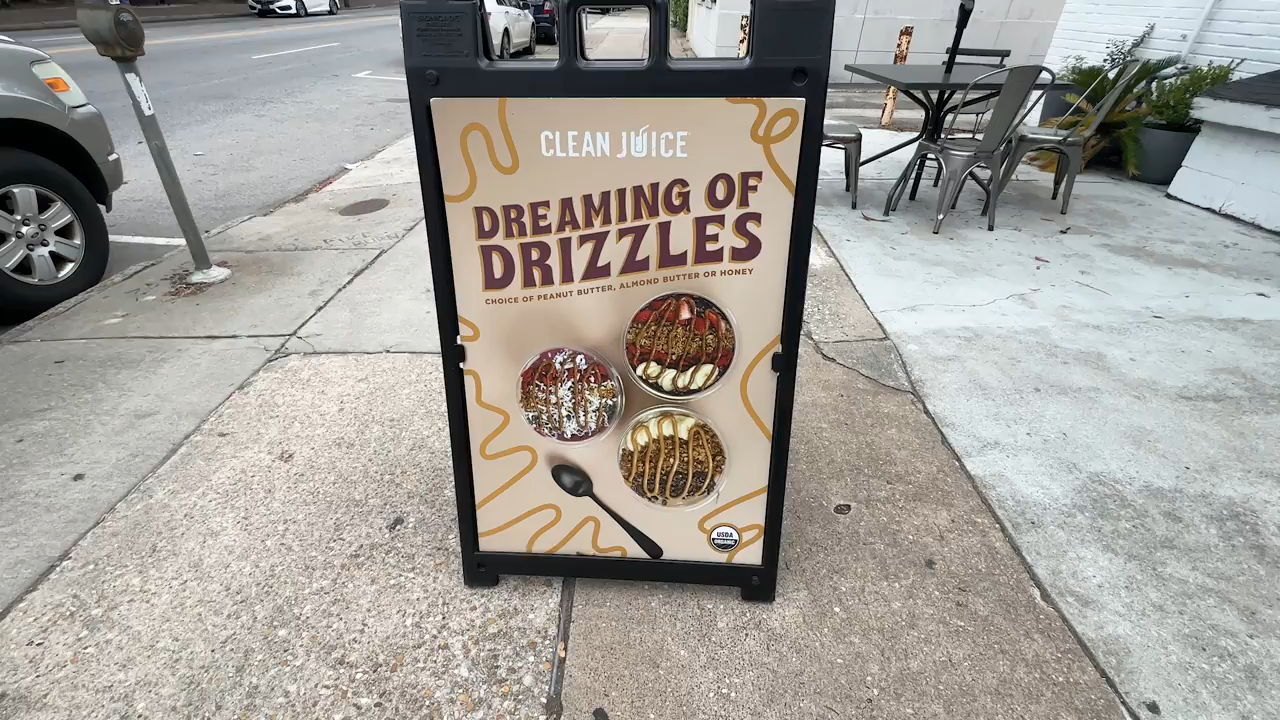 CLEAN JUICE
DREAMING OF
DRIZZLES
CHOICE OF PEANUT BUTTER, ALMOND BUTTER OR HONEY
USDA
ORGANIC